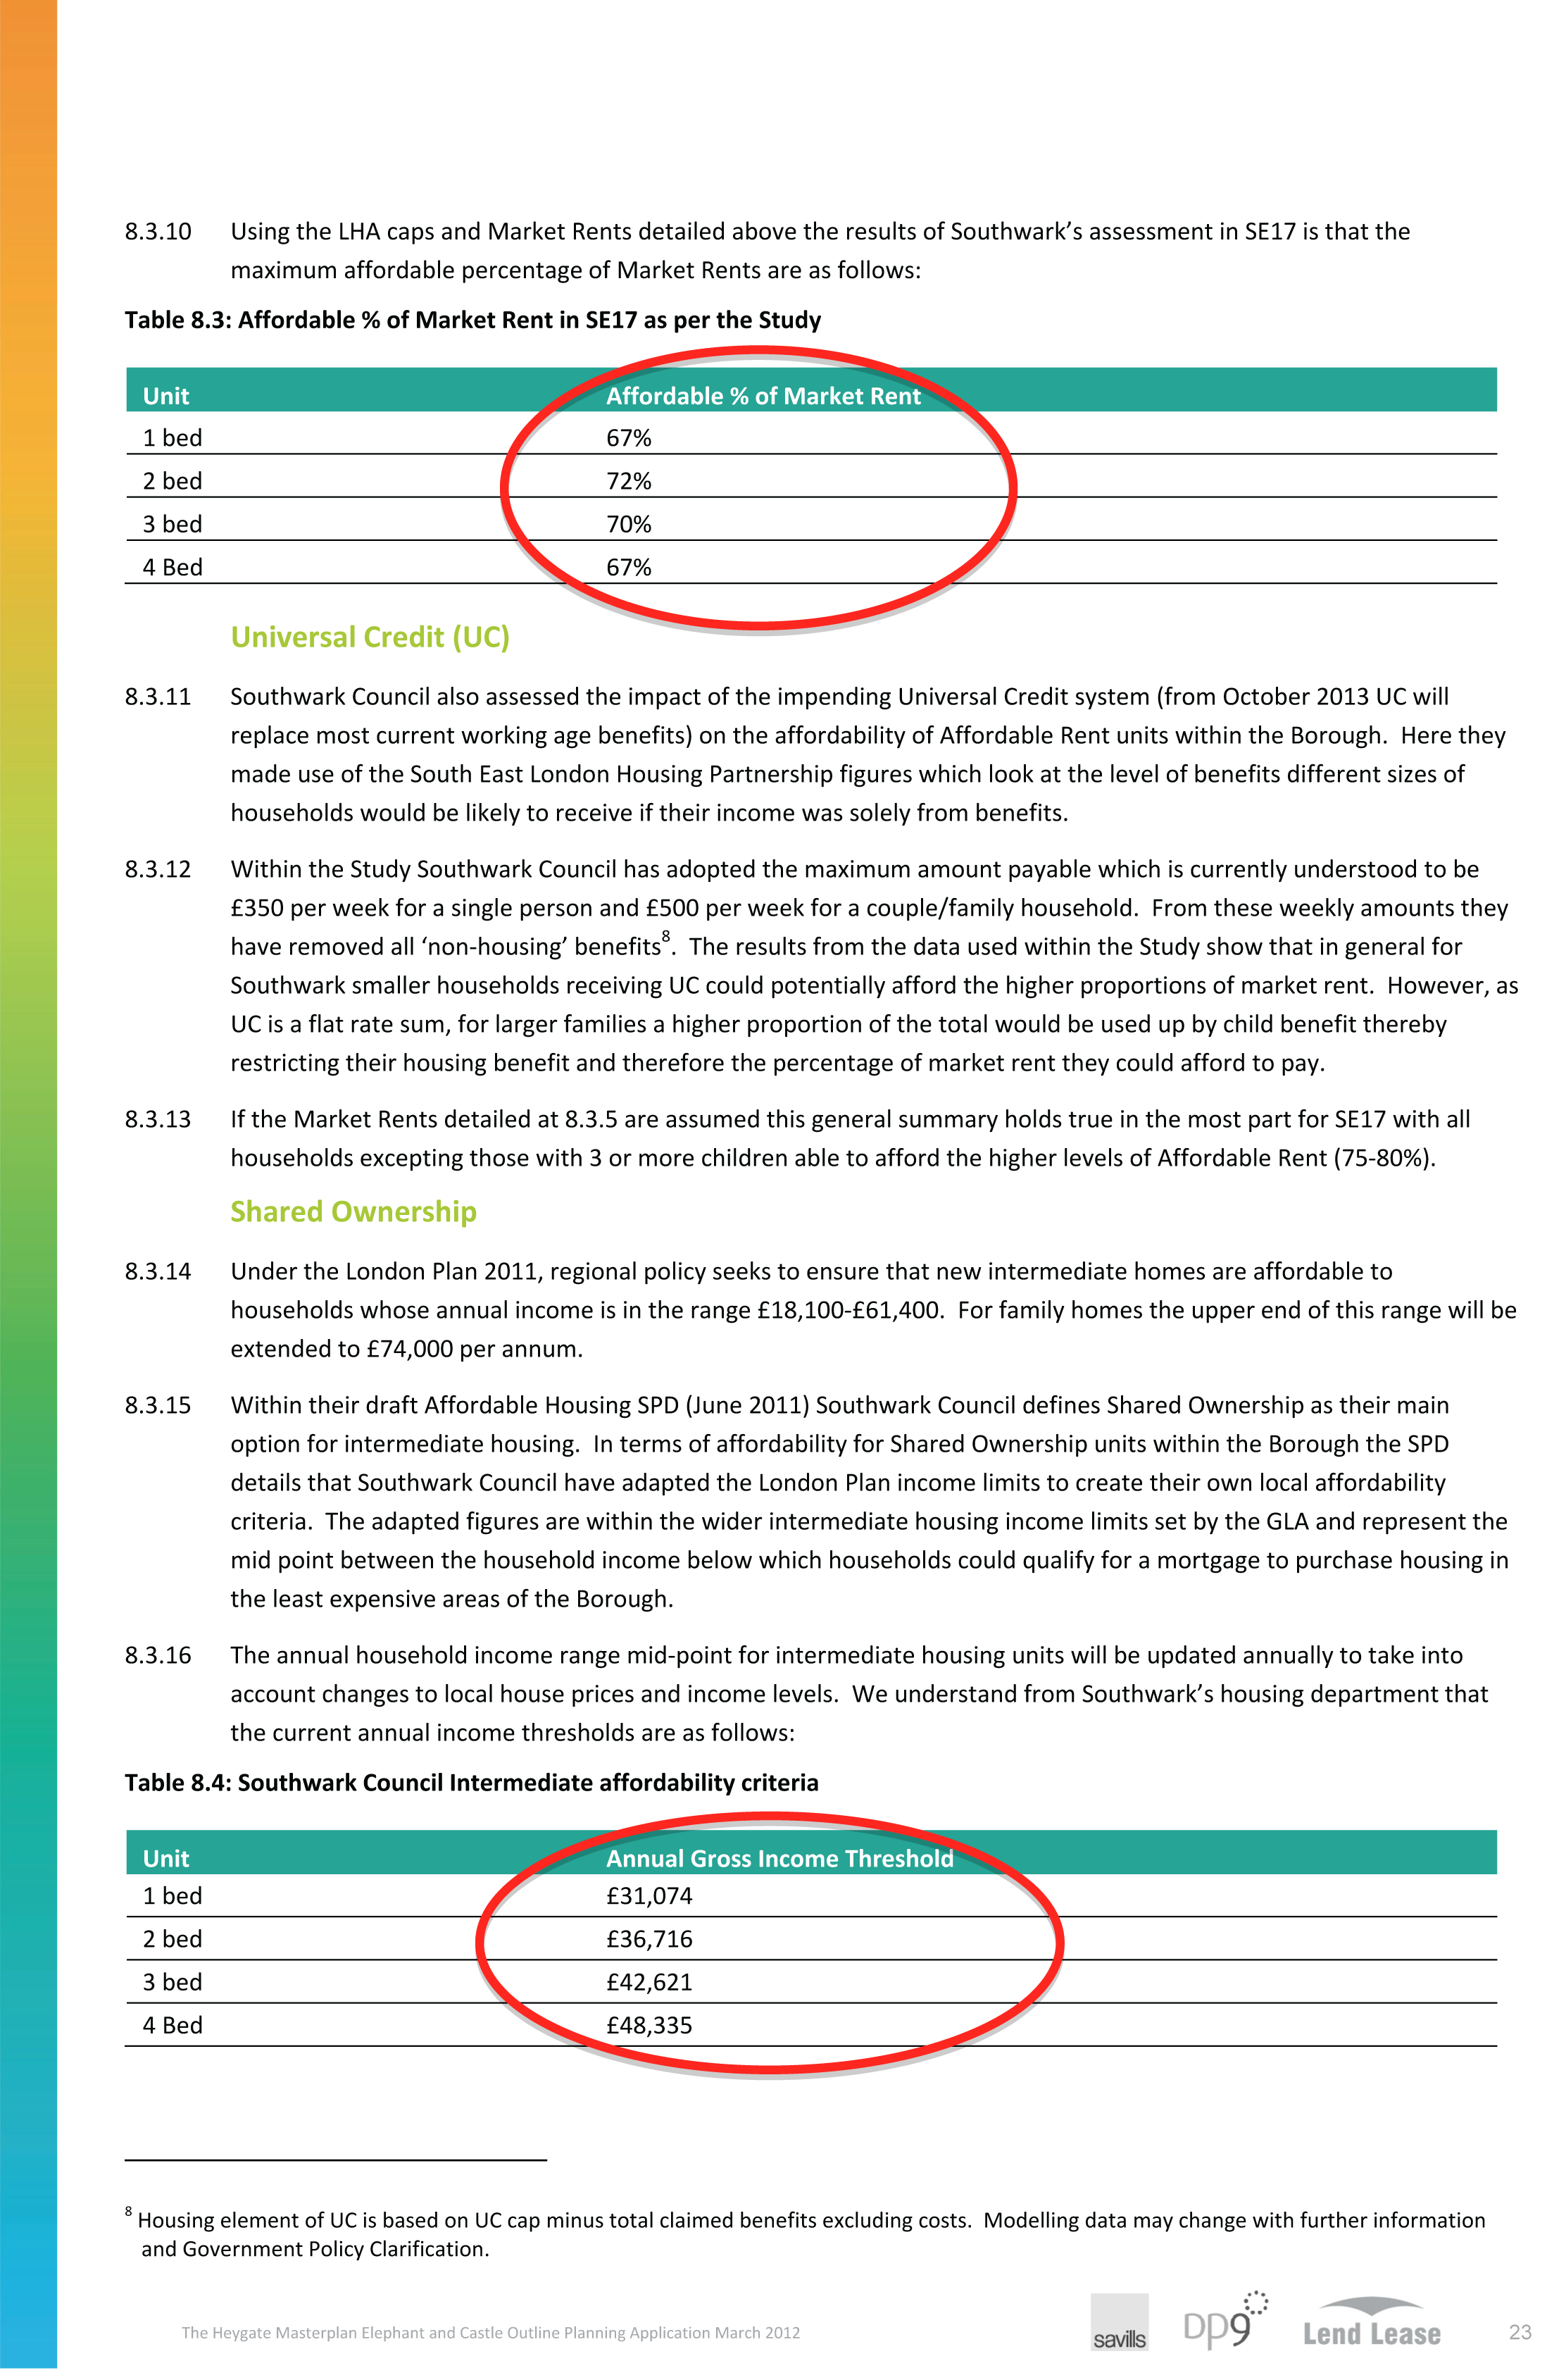 8.3.10 Using the LHA caps and Market Rents detailed above the results of Southwark’s assessment in SE17 is that the
maximum affordable percentage of Market Rents are as follows:
Table 8.3: Affordable % of Market Rent in SE17 as per the Study
Unit Affordable % of Market Rent
1 bed 67%
2 bed 72%
3 bed 70%
4 Bed 67%
Universal Credit (UC)
8.3.11 Southwark Council also assessed the impact of the impending Universal Credit system (from October 2013 UC will
replace most current working age benefits) on the affordability of Affordable Rent units within the Borough. Here they
made use of the South East London Housing Partnership figures which look at the level of benefits different sizes of
households would be likely to receive if their income was solely from benefits.
8.3.12 Within the Study Southwark Council has adopted the maximum amount payable which is currently understood to be
£350 per week for a single person and £500 per week for a couple/family household. From these weekly amounts they
have removed all ‘non-housing’ benefits8. The results from the data used within the Study show that in general for
Southwark smaller households receiving UC could potentially afford the higher proportions of market rent. However, as
UC is a flat rate sum, for larger families a higher proportion of the total would be used up by child benefit thereby
restricting their housing benefit and therefore the percentage of market rent they could afford to pay.
8.3.13 If the Market Rents detailed at 8.3.5 are assumed this general summary holds true in the most part for SE17 with all
households excepting those with 3 or more children able to afford the higher levels of Affordable Rent (75-80%).
Shared Ownership
8.3.14 Under the London Plan 2011, regional policy seeks to ensure that new intermediate homes are affordable to
households whose annual income is in the range £18,100-£61,400. For family homes the upper end of this range will be
extended to £74,000 per annum.
8.3.15 Within their draft Affordable Housing SPD (June 2011) Southwark Council defines Shared Ownership as their main
option for intermediate housing. In terms of affordability for Shared Ownership units within the Borough the SPD
details that Southwark Council have adapted the London Plan income limits to create their own local affordability
criteria. The adapted figures are within the wider intermediate housing income limits set by the GLA and represent the
mid point between the household income below which households could qualify for a mortgage to purchase housing in
the least expensive areas of the Borough.
8.3.16 The annual household income range mid-point for intermediate housing units will be updated annually to take into
account changes to local house prices and income levels. We understand from Southwark’s housing department that
the current annual income thresholds are as follows:
Table 8.4: Southwark Council Intermediate affordability criteria
Unit Annual Gross Income Threshold
1 bed £31,074
2 bed £36,716
3 bed £42,621
4 Bed £48,335
8 Housing element of UC is based on UC cap minus total claimed benefits excluding costs. Modelling data may change with further information
and Government Policy Clarification.
The Heygate Masterplan Elephant and Castle Outline Planning Application March 2012 savills DP9 Lend Lease 23